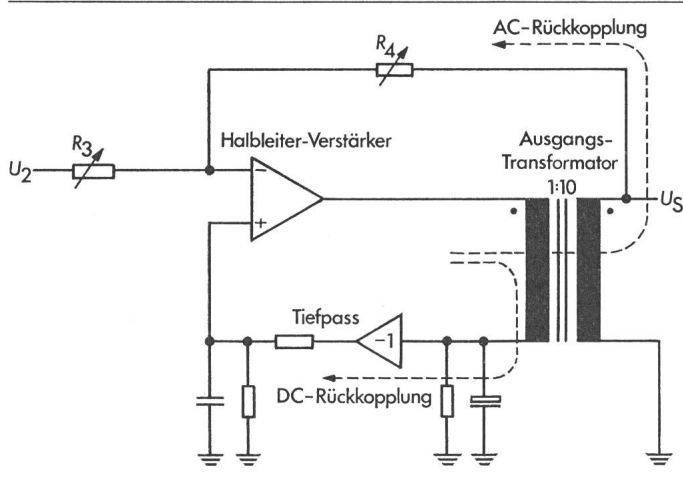 AC-Rückkopplung
R4
R3
Halbleiter-Verstärker
Ausgangs-
Transformator
1:10
U2
−
US
+
Tiefpass
−1
DC-Rückkopplung